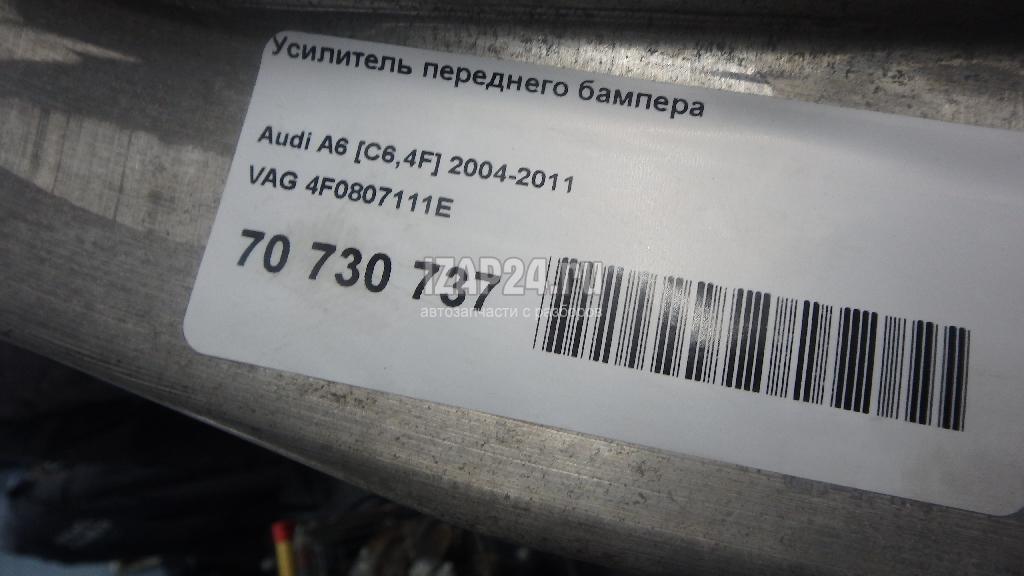 Усилитель переднего бампера
Audi A6 [C6,4F] 2004-2011
VAG 4F0807111E
70 730 737
IZAP24.ru
автозапчасти с разборов